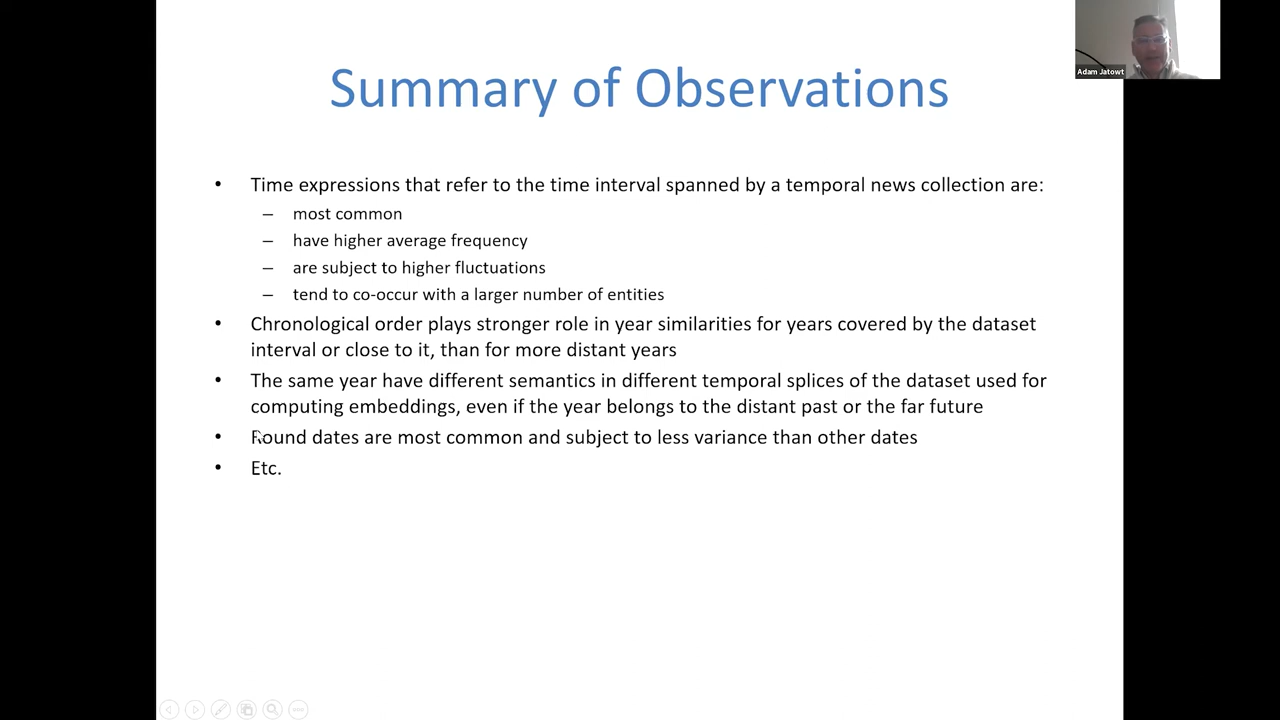 Adam Jatowt
Summary of Observations
• Time expressions that refer to the time interval spanned by a temporal news collection are:
– most common
– have higher average frequency
– are subject to higher fluctuations
– tend to co-occur with a larger number of entities
• Chronological order plays stronger role in year similarities for years covered by the dataset
interval or close to it, than for more distant years
• The same year have different semantics in different temporal splices of the dataset used for
computing embeddings, even if the year belongs to the distant past or the far future
• Round dates are most common and subject to less variance than other dates
• Etc.